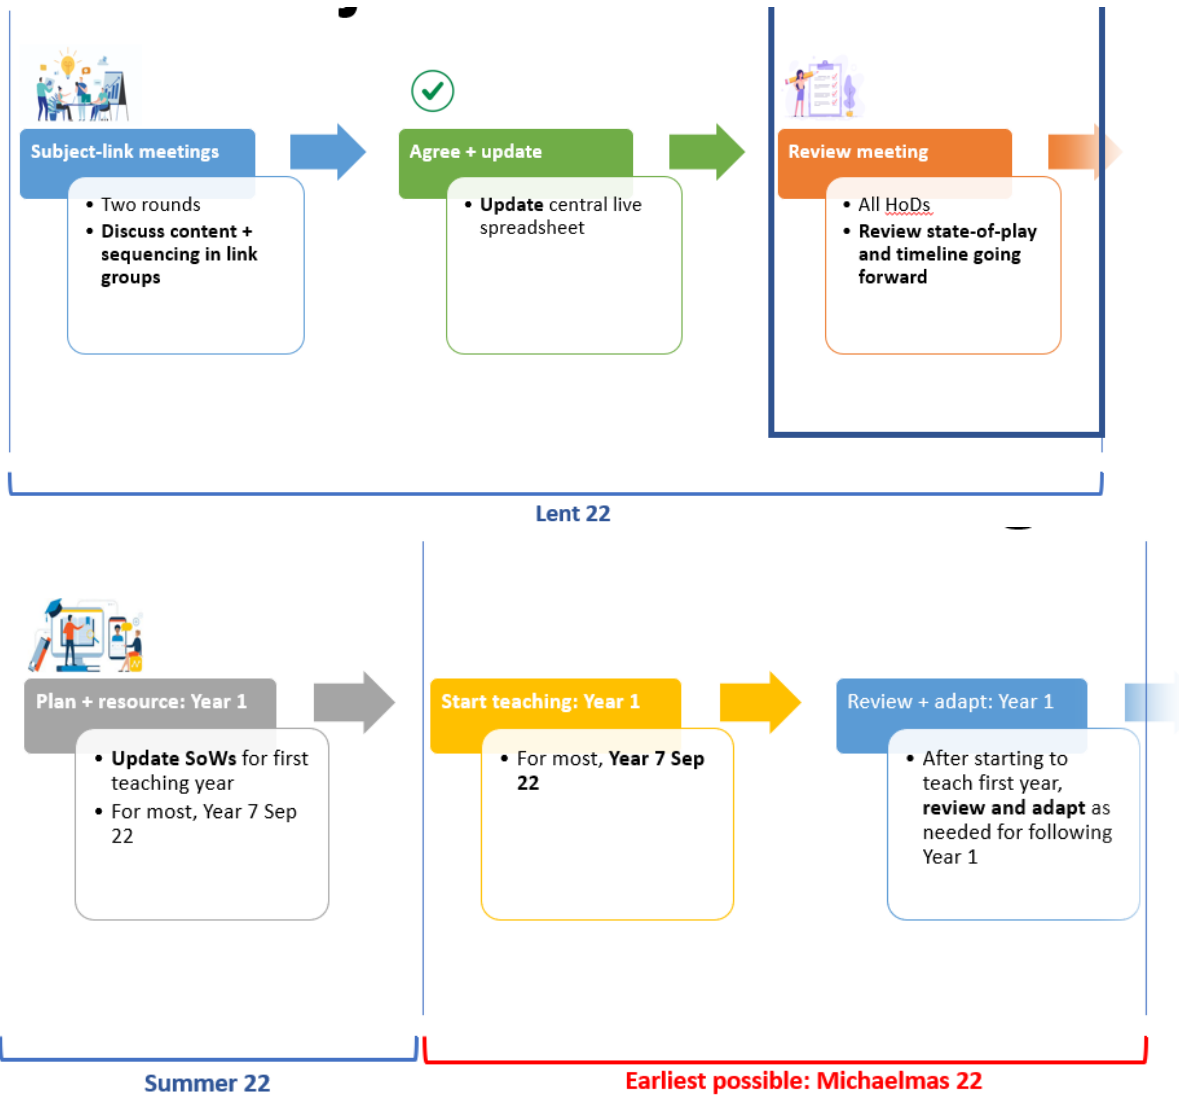 Subject-link meetings
• Two rounds
• Discuss content +
sequencing in link
groups
Agree + update
• Update central live
spreadsheet
Review meeting
• All HoDs
• Review state-of-play
and timeline going
forward
Lent 22
Plan + resource: Year 1
• Update SoWs for first
teaching year
• For most, Year 7 Sep
22
Start teaching: Year 1
• For most, Year 7 Sep
22
Review + adapt: Year 1
• After starting to
teach first year,
review and adapt as
needed for following
Year 1
Summer 22
Earliest possible: Michaelmas 22